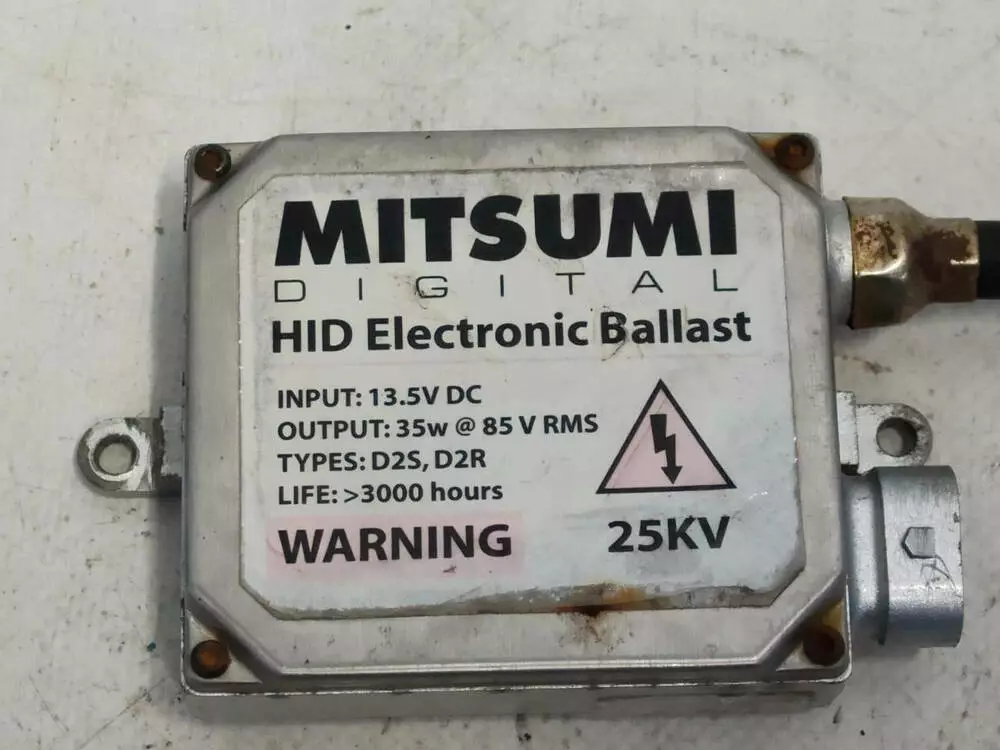 MITSUMI
DIGITAL
HID Electronic Ballast
INPUT: 13.5V DC
OUTPUT: 35w @ 85 V RMS
TYPES: D2S, D2R
LIFE: >3000 hours
WARNING
25KV